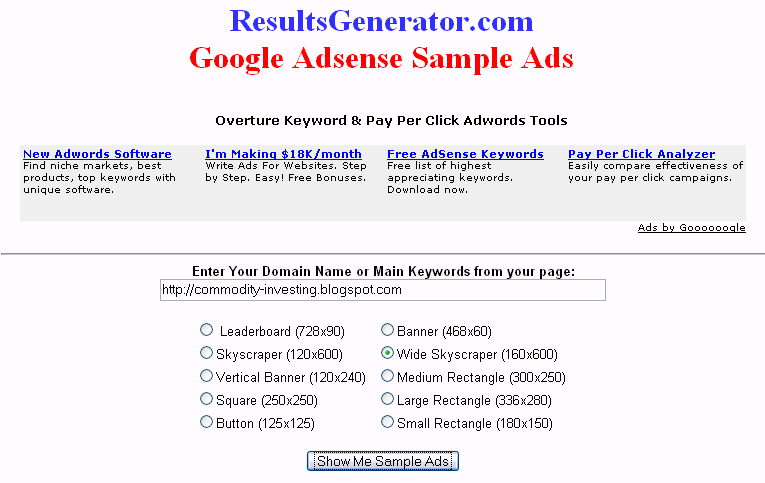 ResultsGenerator.com
Google Adsense Sample Ads
Overture Keyword & Pay Per Click Adwords Tools
New Adwords Software
Find niche markets, best
products, top keywords with
unique software.
I'm Making $18K/month
Write Ads For Websites. Step
by Step. Easy! Free Bonuses.
Free AdSense Keywords
Free list of highest
appreciating keywords.
Download now.
Pay Per Click Analyzer
Easily compare effectiveness of
your pay per click campaigns.
Ads by Goooooogle
Enter Your Domain Name or Main Keywords from your page:
http://commodity-investing.blogspot.com
Leaderboard (728x90)
Banner (468x60)
Skyscraper (120x600)
Wide Skyscraper (160x600)
Vertical Banner (120x240)
Medium Rectangle (300x250)
Square (250x250)
Large Rectangle (336x280)
Button (125x125)
Small Rectangle (180x150)
Show Me Sample Ads